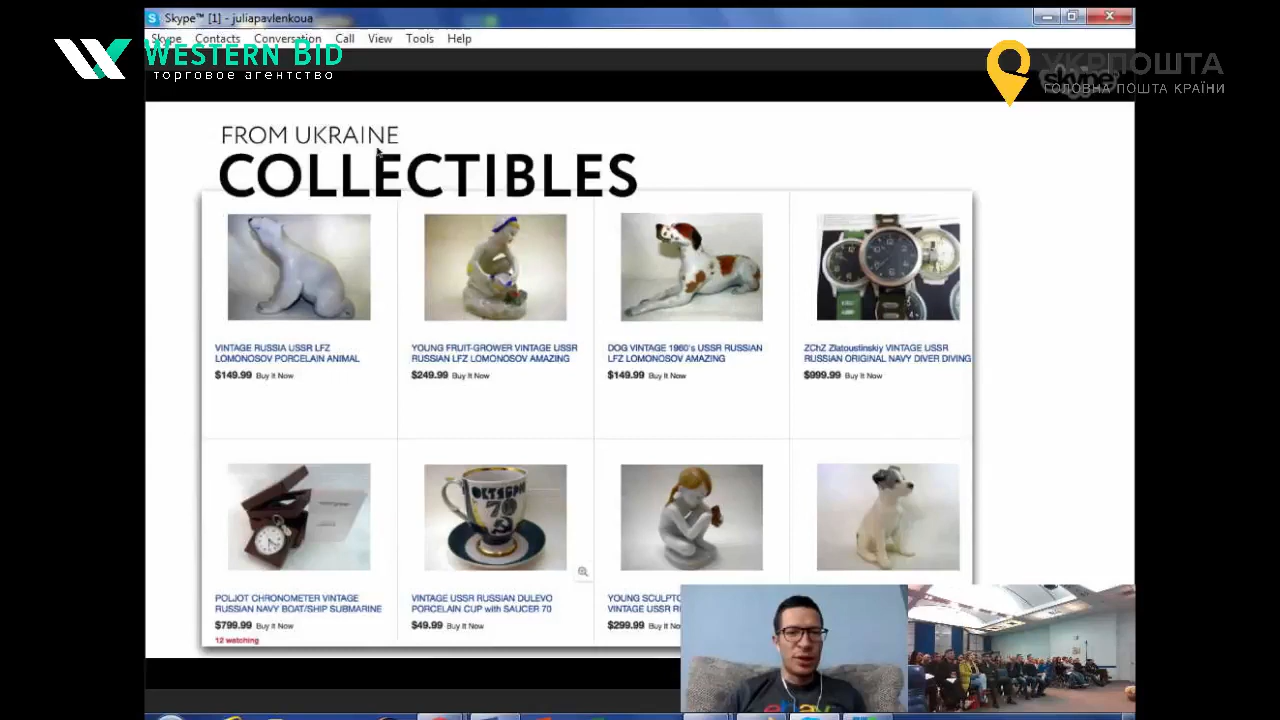 Skype™ [1] - juliapavlenkoua
Skype Contacts Conversation Call View Tools Help
WESTERN BID
торговое агентство
УКРПОШТА
ГОЛОВНА ПОШТА КРАЇНИ
skype
FROM UKRAINE
COLLECTIBLES
VINTAGE RUSSIA USSR LFZ
LOMONOSOV PORCELAIN ANIMAL
$149.99 Buy It Now
YOUNG FRUIT-GROWER VINTAGE USSR
RUSSIAN LFZ LOMONOSOV AMAZING
$249.99 Buy It Now
DOG VINTAGE 1960's USSR RUSSIAN
LFZ LOMONOSOV AMAZING
$149.99 Buy It Now
ZChZ Zlatoustinskiy VINTAGE USSR
RUSSIAN ORIGINAL NAVY DIVER DIVING
$999.99 Buy It Now
POLJOT CHRONOMETER VINTAGE
RUSSIAN NAVY BOAT/SHIP SUBMARINE
$799.99 Buy It Now
12 watching
VINTAGE USSR RUSSIAN DULEVO
PORCELAIN CUP with SAUCER 70
$49.99 Buy It Now
70
YOUNG SCULPTO
VINTAGE USSR R
$299.99 Buy It No
ebay